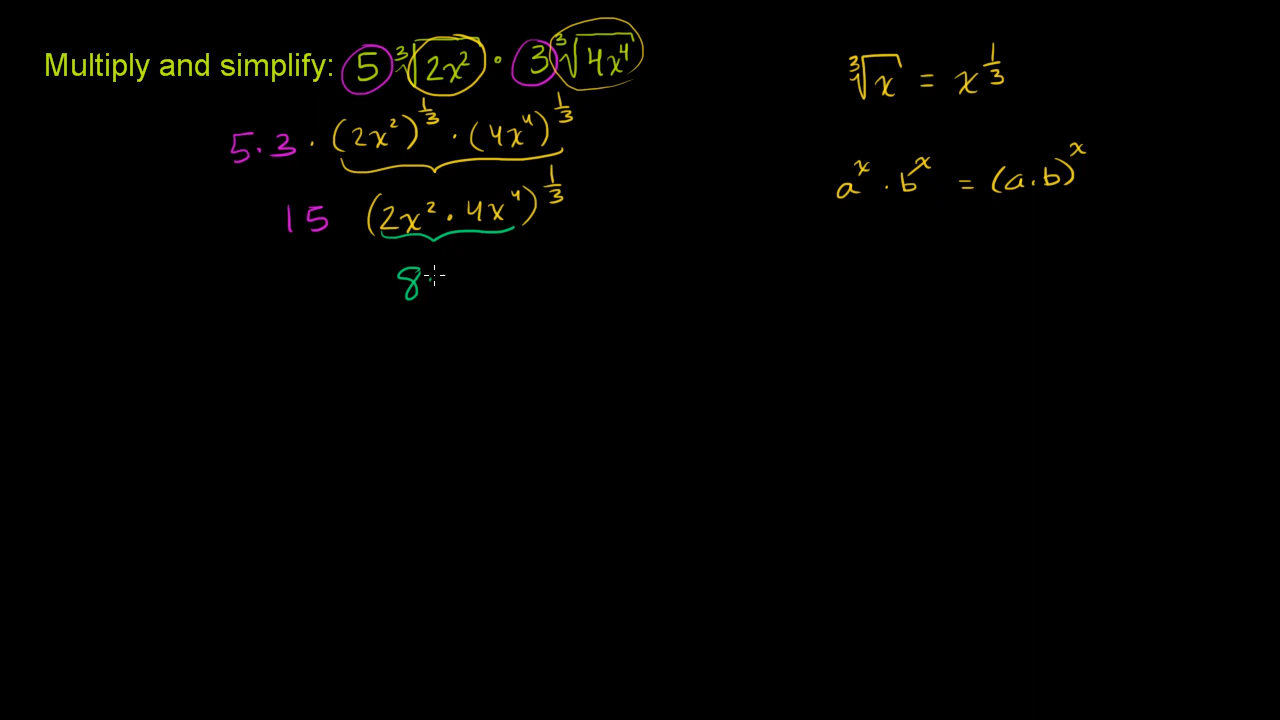 Multiply and simplify: 5 ∛(2x²) · 3 ∛(4x⁴)
∛x = x^(1/3)
5·3 · (2x²)^(1/3) · (4x⁴)^(1/3)
a^x · b^x = (a·b)^x
15 (2x² · 4x⁴)^(1/3)
8